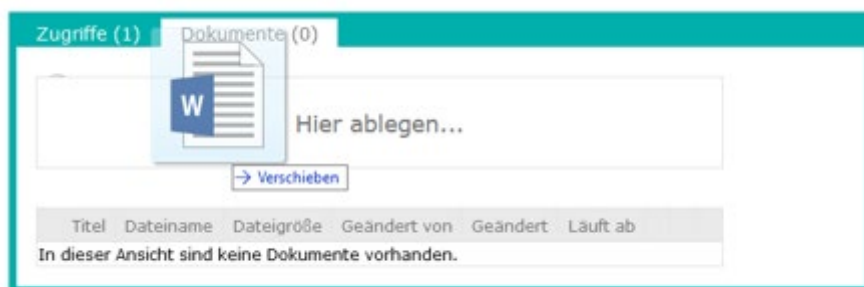 Zugriffe (1) Dokumente (0)
W
Hier ablegen...
→ Verschieben
Titel Dateiname Dateigröße Geändert von Geändert Läuft ab
In dieser Ansicht sind keine Dokumente vorhanden.